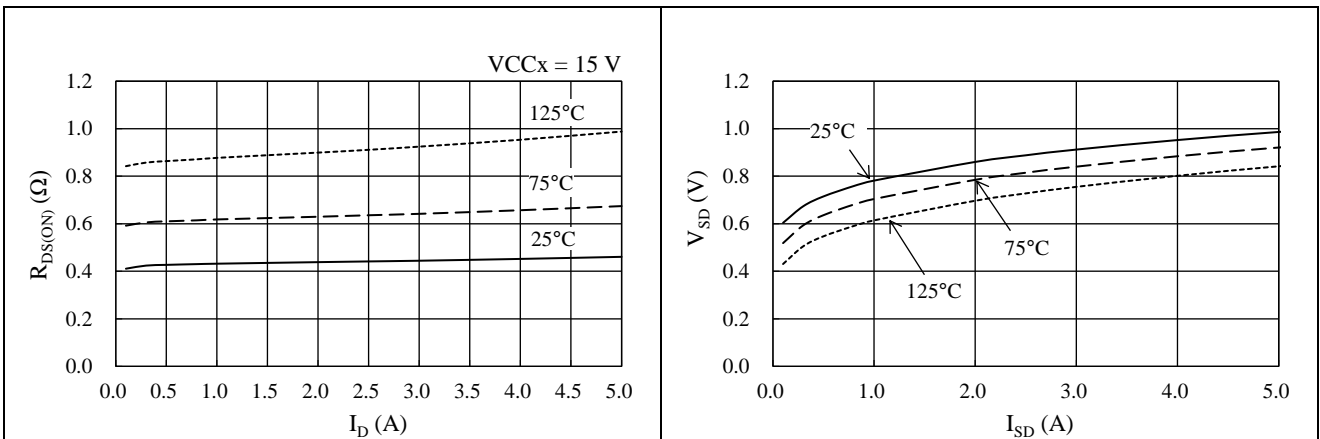 VCCx = 15 V
R_DS(ON) (Ω)
1.2
1.0
0.8
0.6
0.4
0.2
0.0
125°C
75°C
25°C
0.0 0.5 1.0 1.5 2.0 2.5 3.0 3.5 4.0 4.5 5.0
I_D (A)
V_SD (V)
1.2
1.0
0.8
0.6
0.4
0.2
0.0
25°C
75°C
125°C
0.0 1.0 2.0 3.0 4.0 5.0
I_SD (A)